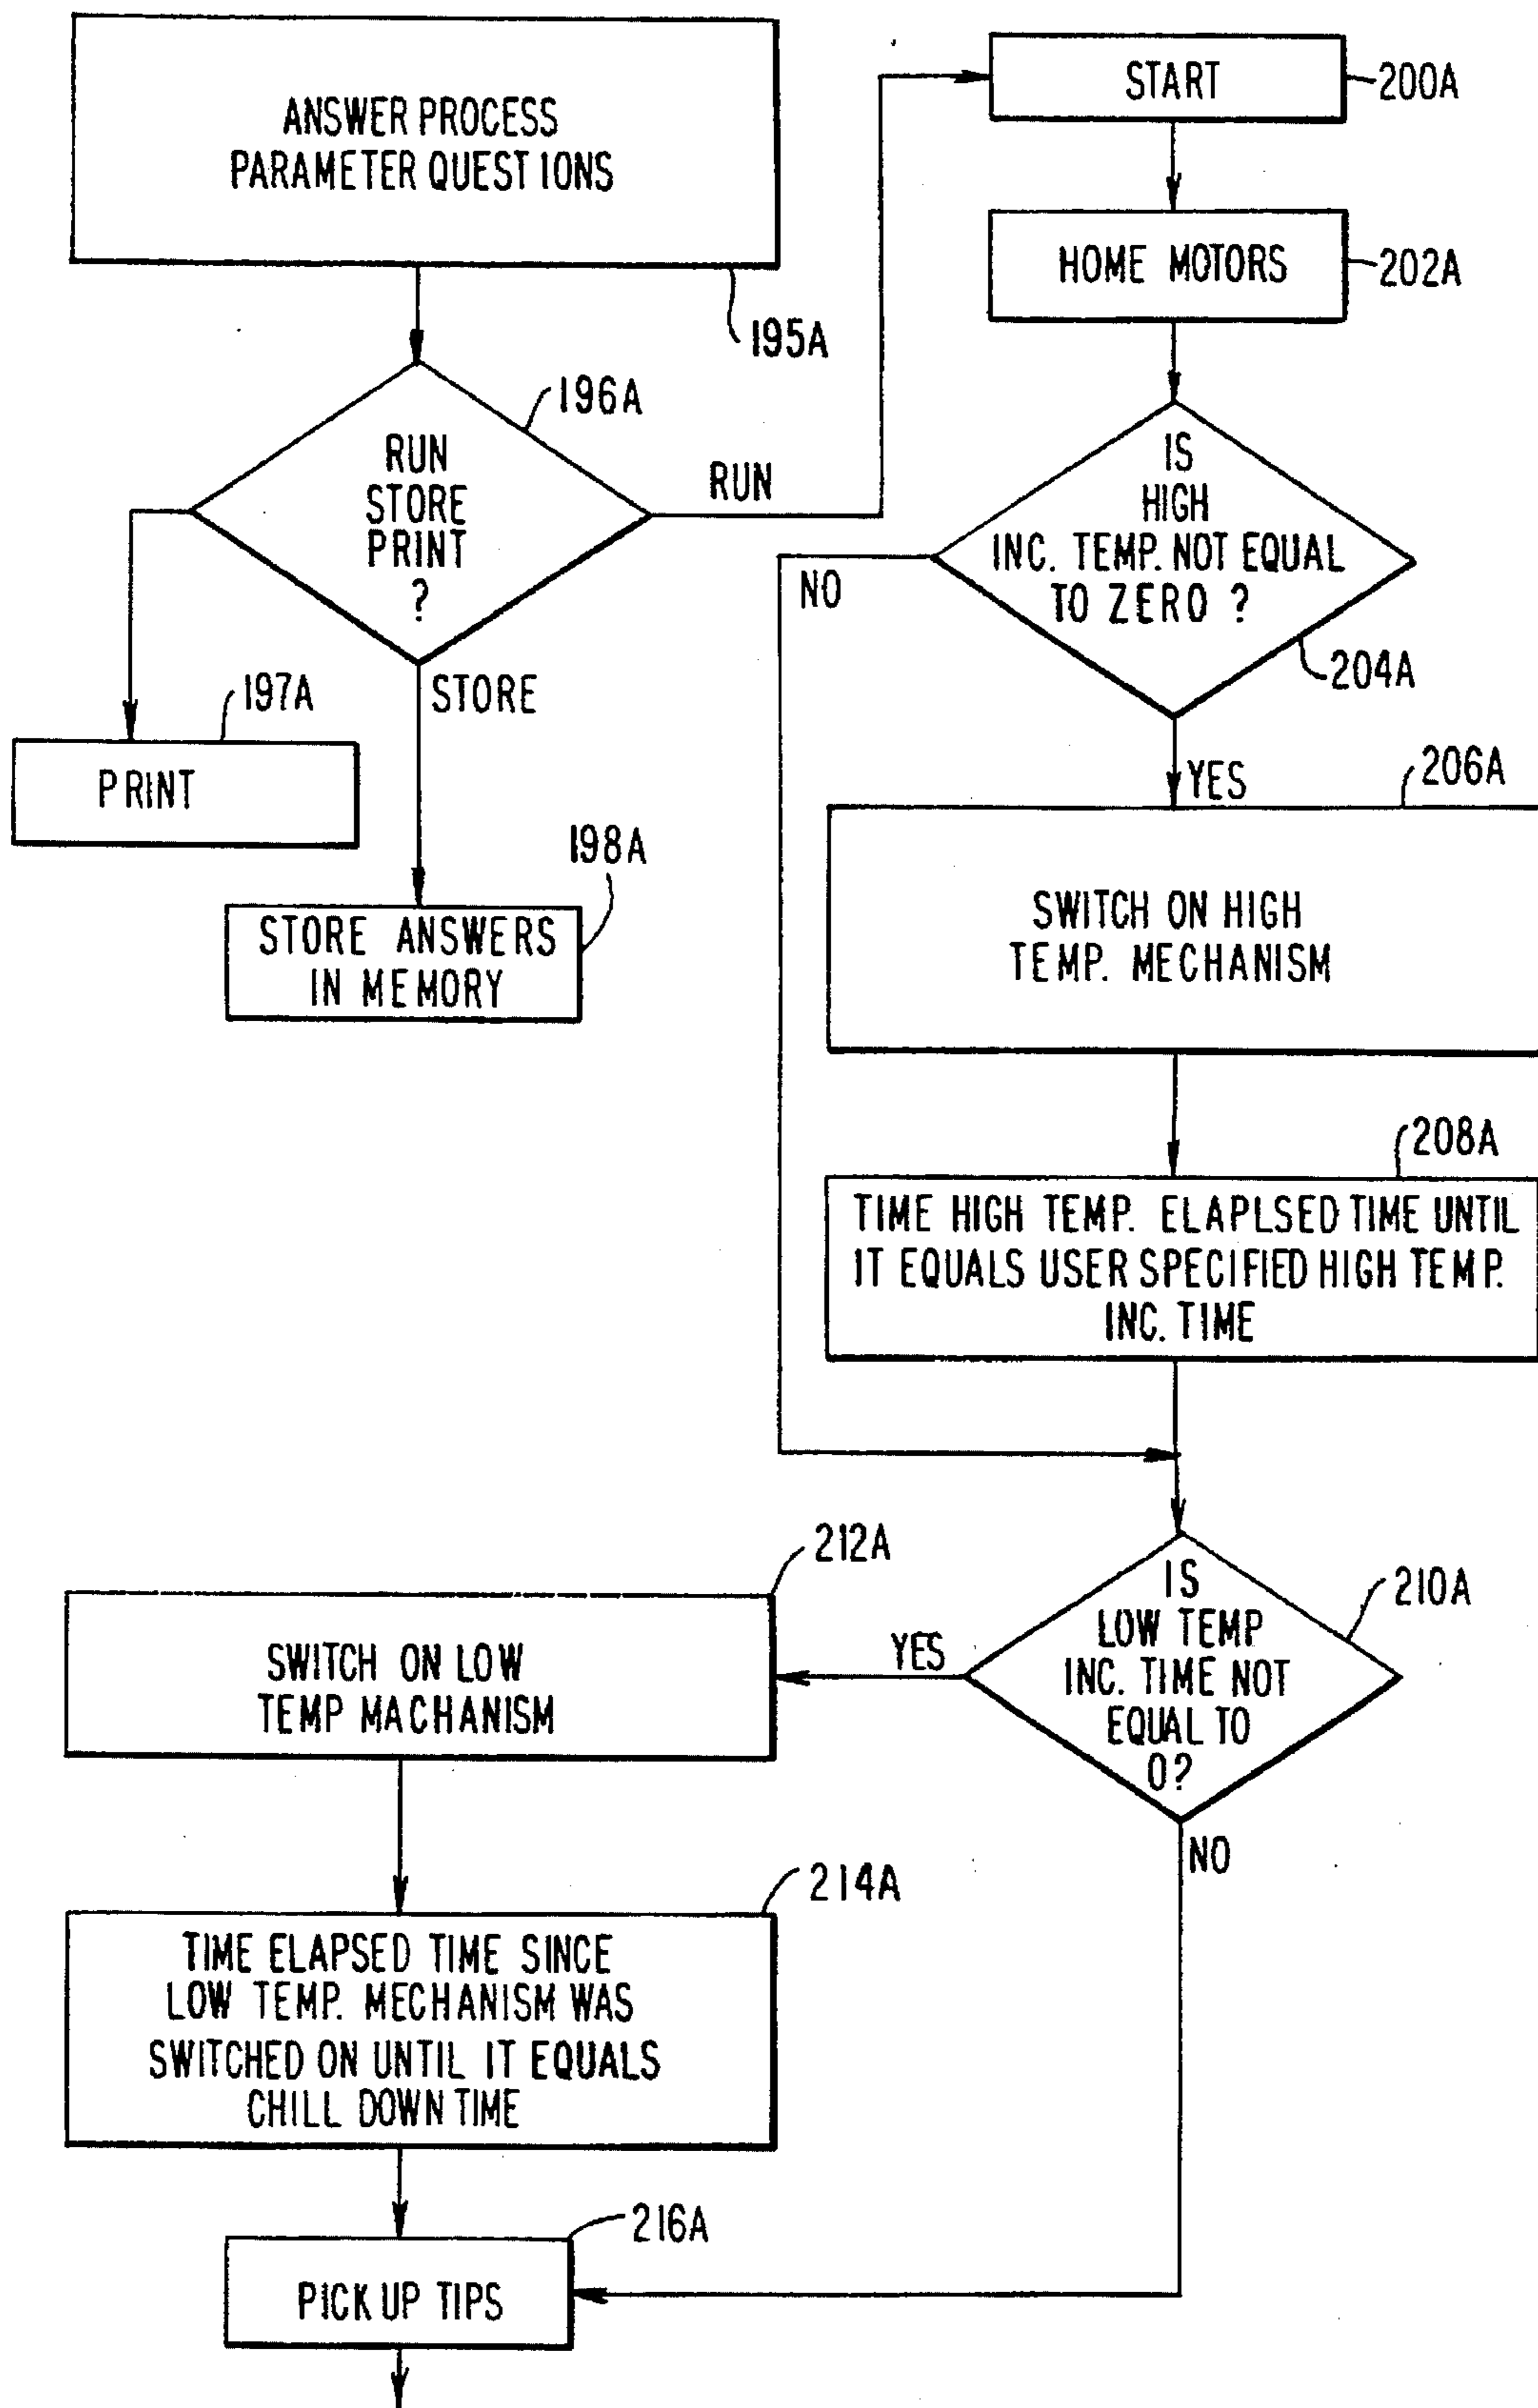 ANSWER PROCESS
PARAMETER QUESTIONS
195A
196A
RUN
STORE
PRINT
?
RUN
STORE
197A
PRINT
198A
STORE ANSWERS
IN MEMORY
START
200A
HOME MOTORS
202A
IS
HIGH
INC. TEMP. NOT EQUAL
TO ZERO ?
NO
204A
YES
206A
SWITCH ON HIGH
TEMP. MECHANISM
208A
TIME HIGH TEMP. ELAPLSED TIME UNTIL
IT EQUALS USER SPECIFIED HIGH TEMP.
INC. TIME
210A
IS
LOW TEMP
INC. TIME NOT
EQUAL TO
0?
YES
NO
212A
SWITCH ON LOW
TEMP MACHANISM
214A
TIME ELAPSED TIME SINCE
LOW TEMP. MECHANISM WAS
SWITCHED ON UNTIL IT EQUALS
CHILL DOWN TIME
216A
PICK UP TIPS